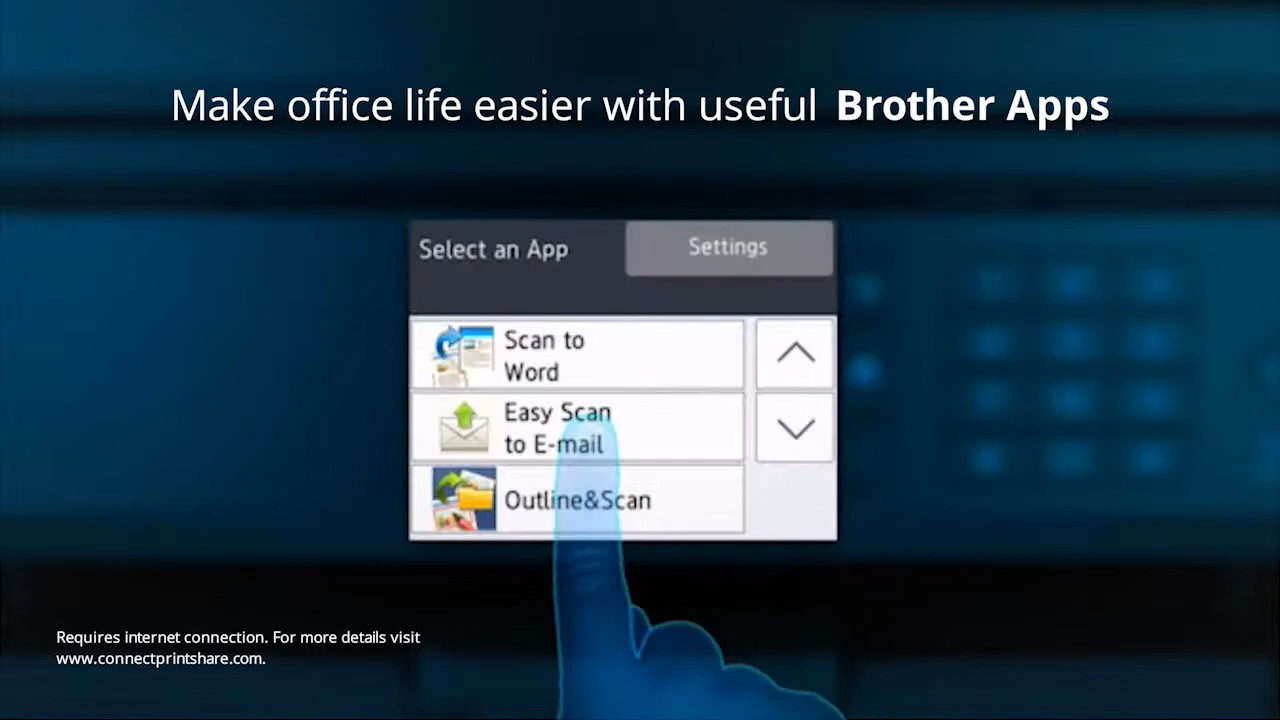 Make office life easier with useful Brother Apps
Select an App
Settings
Scan to
Word
Easy Scan
to E-mail
Outline&Scan
Requires internet connection. For more details visit
www.connectprintshare.com.